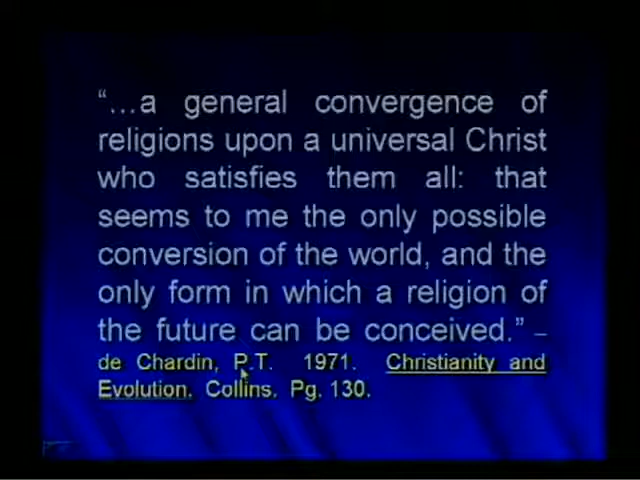 “…a general convergence of
religions upon a universal Christ
who satisfies them all: that
seems to me the only possible
conversion of the world, and the
only form in which a religion of
the future can be conceived.” –
de Chardin, P.T. 1971. Christianity and
Evolution. Collins. Pg. 130.